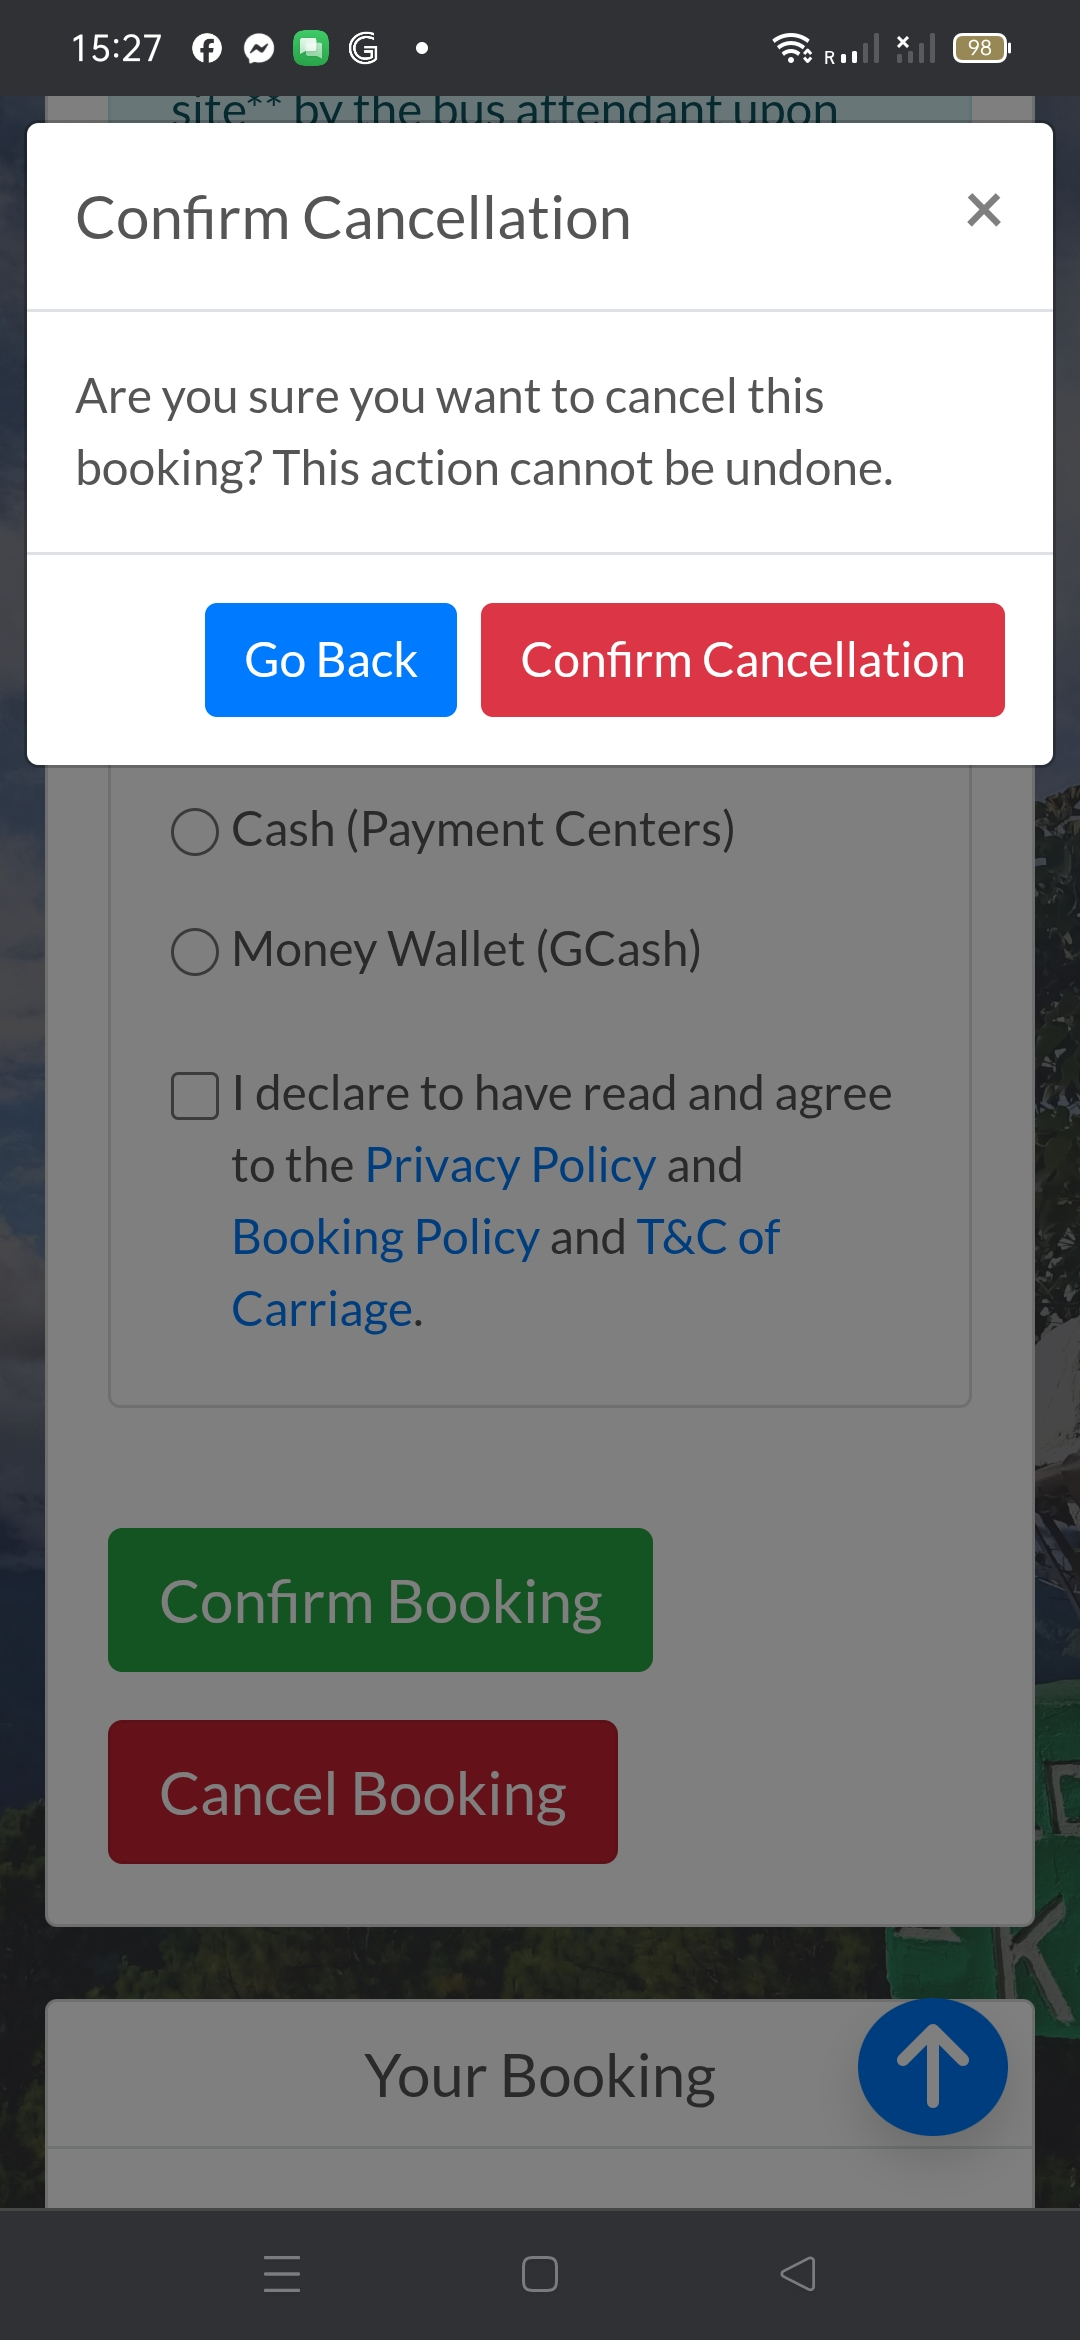 15:27
98
R
site** by the bus attendant upon
Confirm Cancellation
×
Are you sure you want to cancel this
booking? This action cannot be undone.
Go Back
Confirm Cancellation
Cash (Payment Centers)
Money Wallet (GCash)
I declare to have read and agree
to the Privacy Policy and
Booking Policy and T&C of
Carriage.
Confirm Booking
Cancel Booking
K
Your Booking